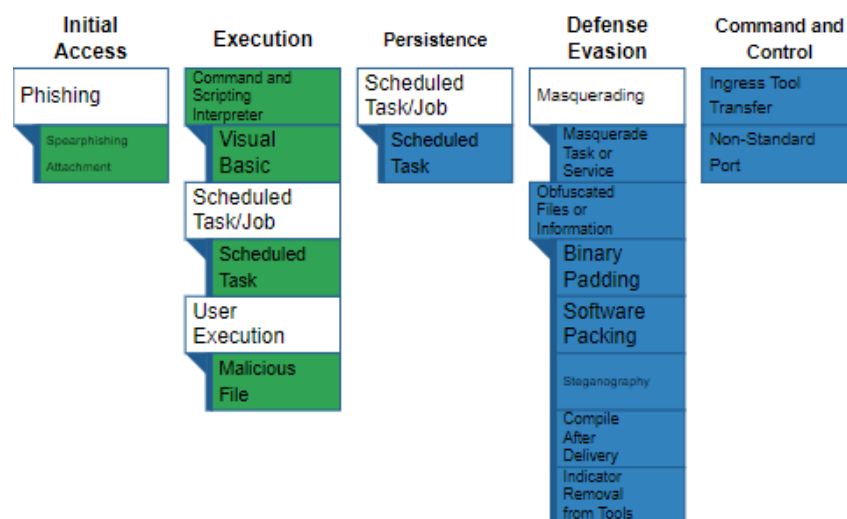 Initial
Access
Execution
Persistence
Defense
Evasion
Command and
Control
Phishing
Spearphishing
Attachment
Command and
Scripting
Interpreter
Visual
Basic
Scheduled
Task/Job
Scheduled
Task
User
Execution
Malicious
File
Scheduled
Task/Job
Scheduled
Task
Masquerading
Masquerade
Task or
Service
Obfuscated
Files or
Information
Binary
Padding
Software
Packing
Steganography
Compile
After
Delivery
Indicator
Removal
from Tools
Ingress Tool
Transfer
Non-Standard
Port